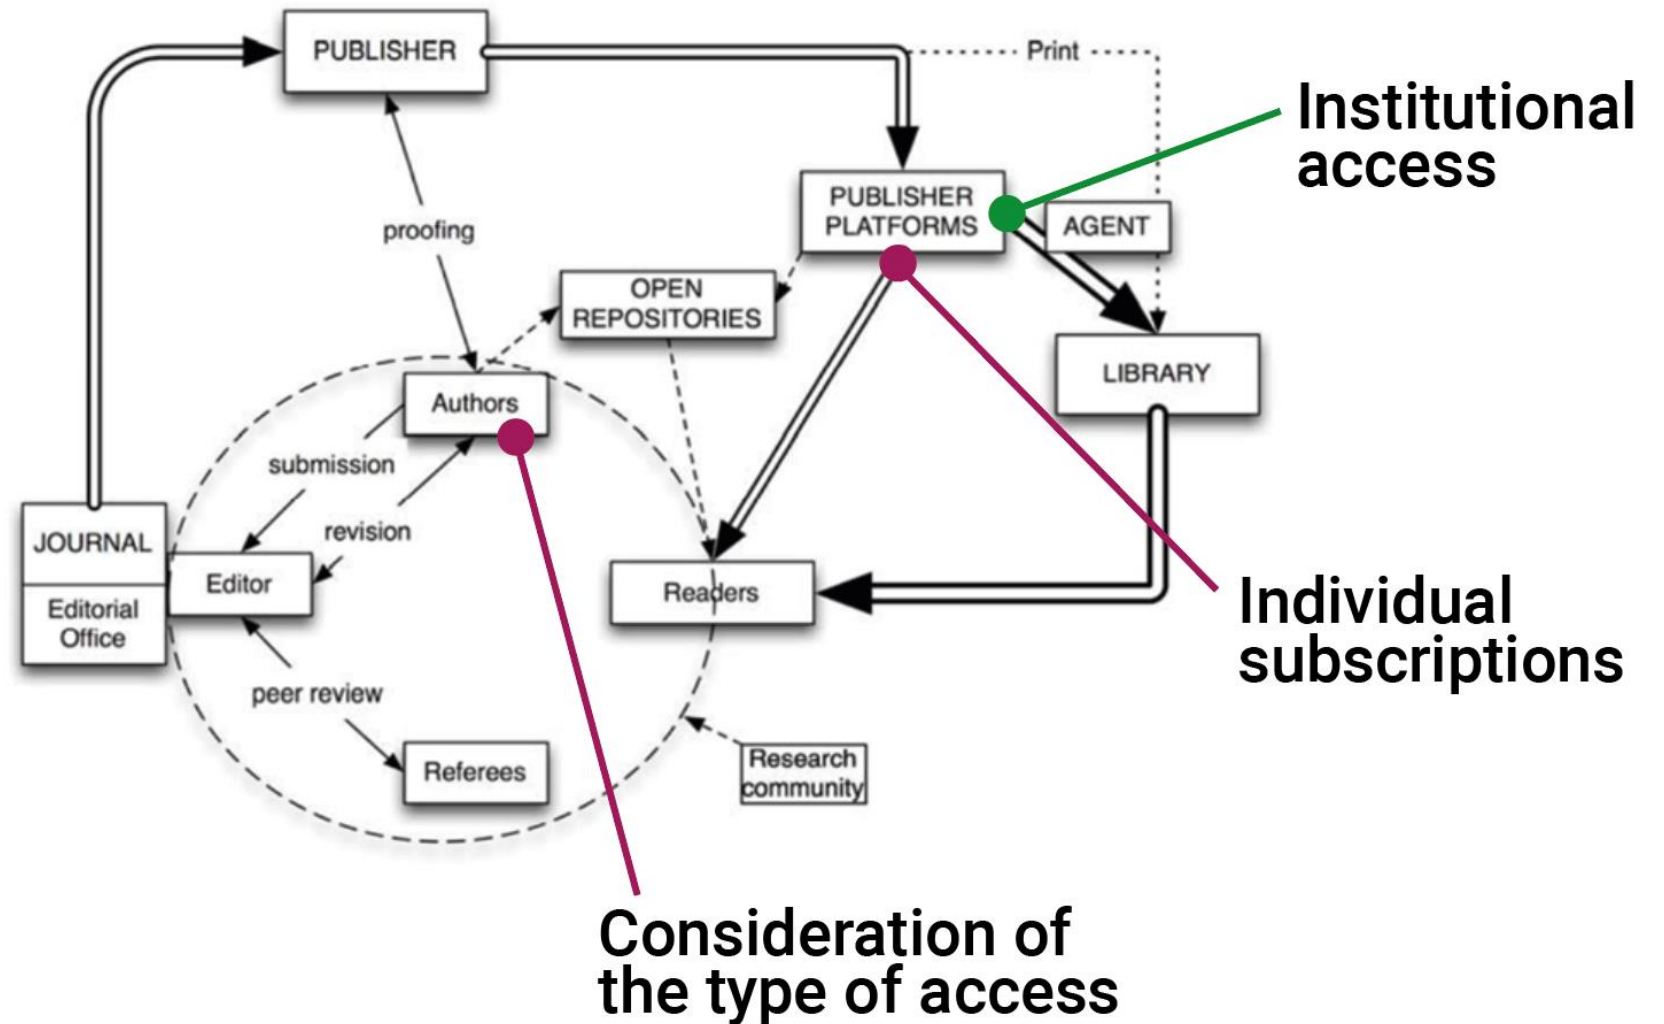 PUBLISHER
Print
Institutional
access
PUBLISHER
PLATFORMS
AGENT
proofing
OPEN
REPOSITORIES
LIBRARY
Authors
submission
revision
JOURNAL
Editor
Editorial
Office
Readers
Individual
subscriptions
peer review
Referees
Research
community
Consideration of
the type of access